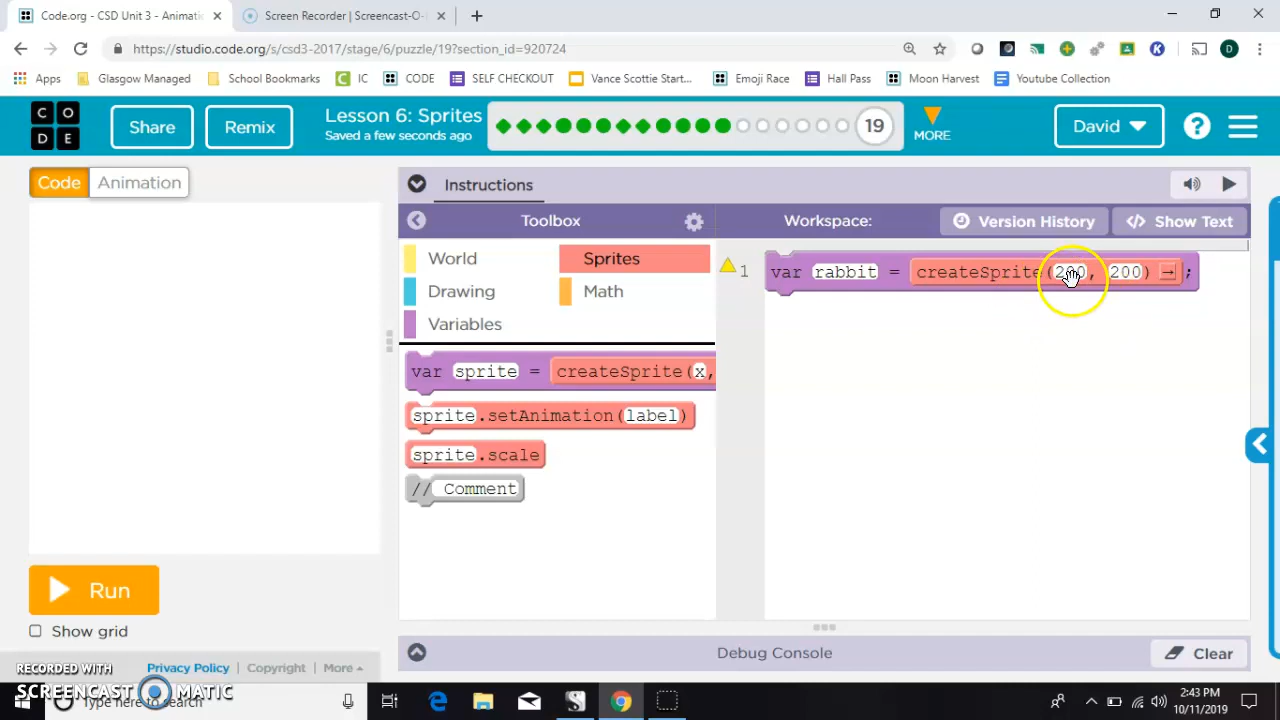 Code.org - CSD Unit 3 - Animatio
Screen Recorder | Screencast-O-
https://studio.code.org/s/csd3-2017/stage/6/puzzle/19?section_id=920724
Apps
Glasgow Managed
School Bookmarks
IC
CODE
SELF CHECKOUT
Vance Scottie Start...
Emoji Race
Hall Pass
Moon Harvest
Youtube Collection
C O
D E
Share
Remix
Lesson 6: Sprites
Saved a few seconds ago
19
MORE
David
Code
Animation
Instructions
Toolbox
Workspace:
Version History
Show Text
World
Sprites
Drawing
Math
Variables
1
var rabbit = createSprite(200, 200);
var sprite = createSprite(x,
sprite.setAnimation(label)
sprite.scale
// Comment
Run
Show grid
Debug Console
Clear
RECORDED WITH
SCREENCAST MATIC
Privacy Policy
Copyright
More
Type here to search
2:43 PM
10/11/2019